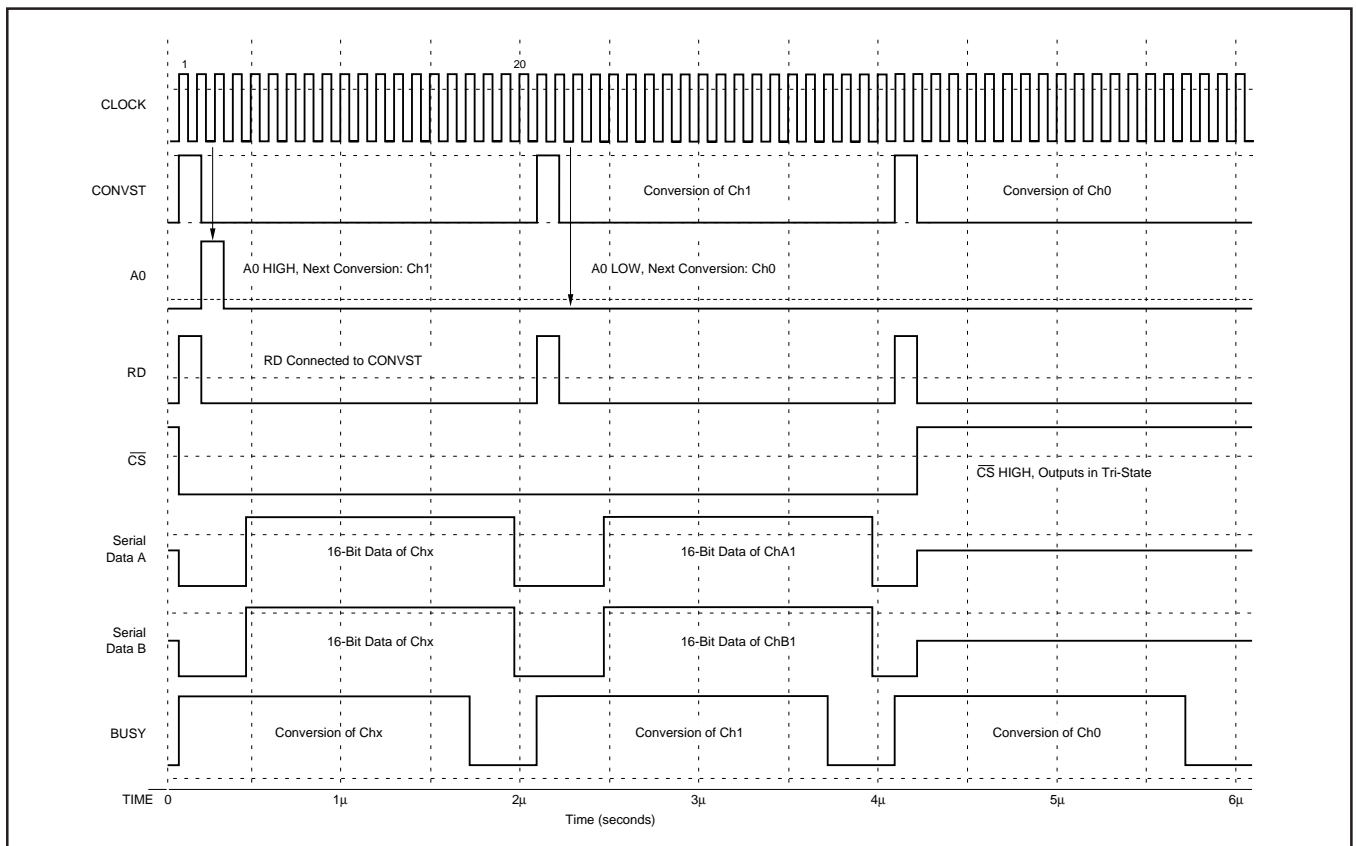 1
20
CLOCK
CONVST
Conversion of Ch1
Conversion of Ch0
A0
A0 HIGH, Next Conversion: Ch1
A0 LOW, Next Conversion: Ch0
RD
RD Connected to CONVST
CS
CS HIGH, Outputs in Tri-State
Serial
Data A
16-Bit Data of Chx
16-Bit Data of ChA1
Serial
Data B
16-Bit Data of Chx
16-Bit Data of ChB1
BUSY
Conversion of Chx
Conversion of Ch1
Conversion of Ch0
TIME
0
1μ
2μ
3μ
4μ
5μ
6μ
Time (seconds)